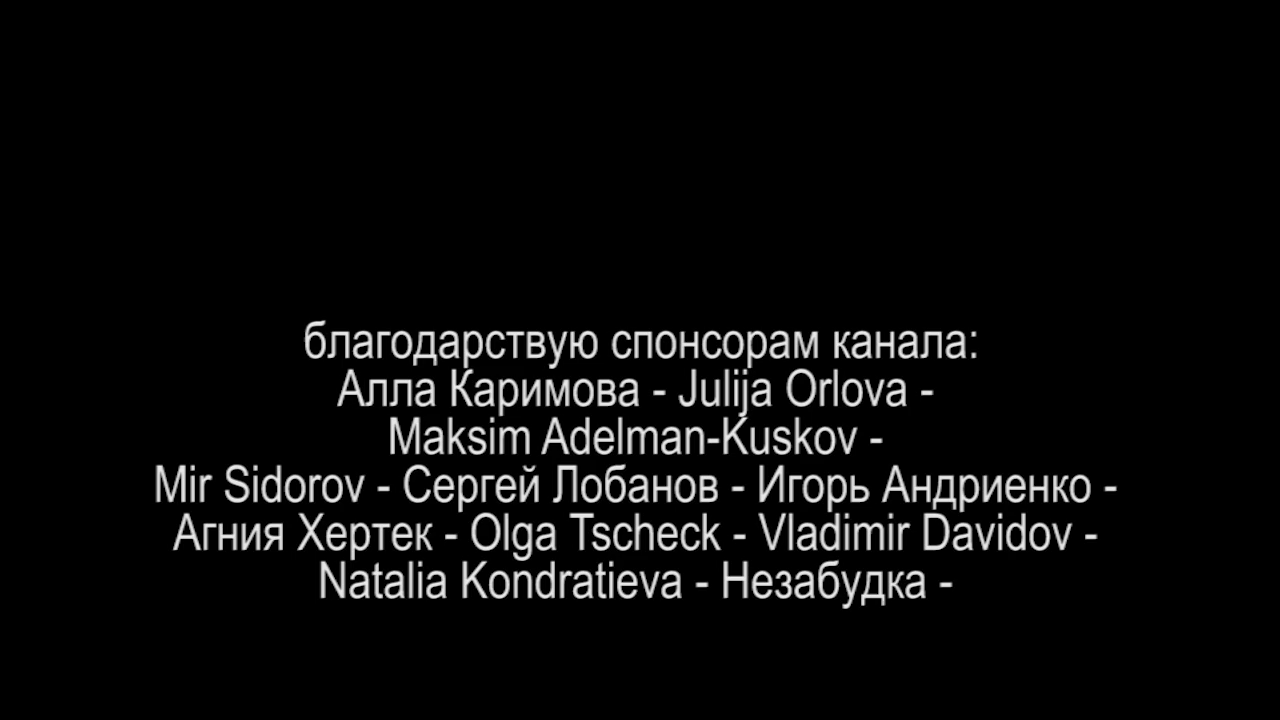 благодарствую спонсорам канала:
Алла Каримова - Julija Orlova -
Maksim Adelman-Kuskov -
Mir Sidorov - Сергей Лобанов - Игорь Андриенко -
Агния Хертек - Olga Tscheck - Vladimir Davidov -
Natalia Kondratieva - Незабудка -